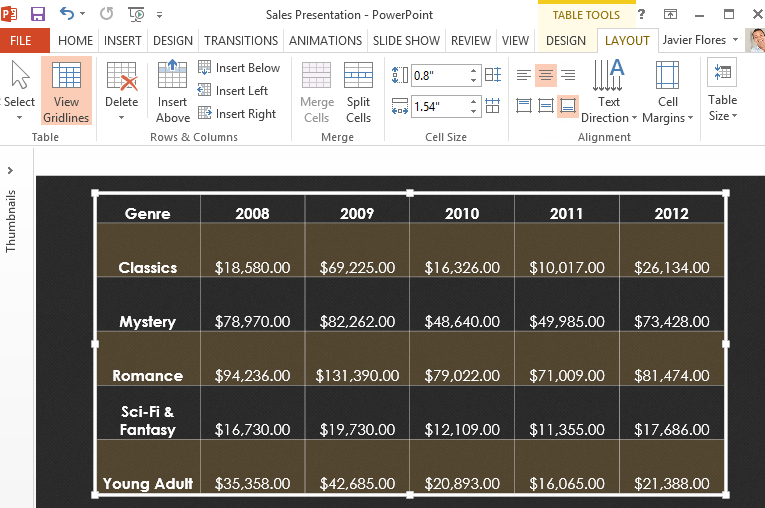 Sales Presentation - PowerPoint
TABLE TOOLS
?
FILE HOME INSERT DESIGN TRANSITIONS ANIMATIONS SLIDE SHOW REVIEW VIEW DESIGN LAYOUT Javier Flores
Select
View Gridlines
Table
Delete
Insert Above
Insert Below
Insert Left
Insert Right
Rows & Columns
Merge Cells
Split Cells
Merge
0.8"
1.54"
Cell Size
Text Direction
Cell Margins
Alignment
Table Size
Thumbnails
Genre 2008 2009 2010 2011 2012
Classics $18,580.00 $69,225.00 $16,326.00 $10,017.00 $26,134.00
Mystery $78,970.00 $82,262.00 $48,640.00 $49,985.00 $73,428.00
Romance $94,236.00 $131,390.00 $79,022.00 $71,009.00 $81,474.00
Sci-Fi &
Fantasy $16,730.00 $19,730.00 $12,109.00 $11,355.00 $17,686.00
Young Adult $35,358.00 $42,685.00 $20,893.00 $16,065.00 $21,388.00